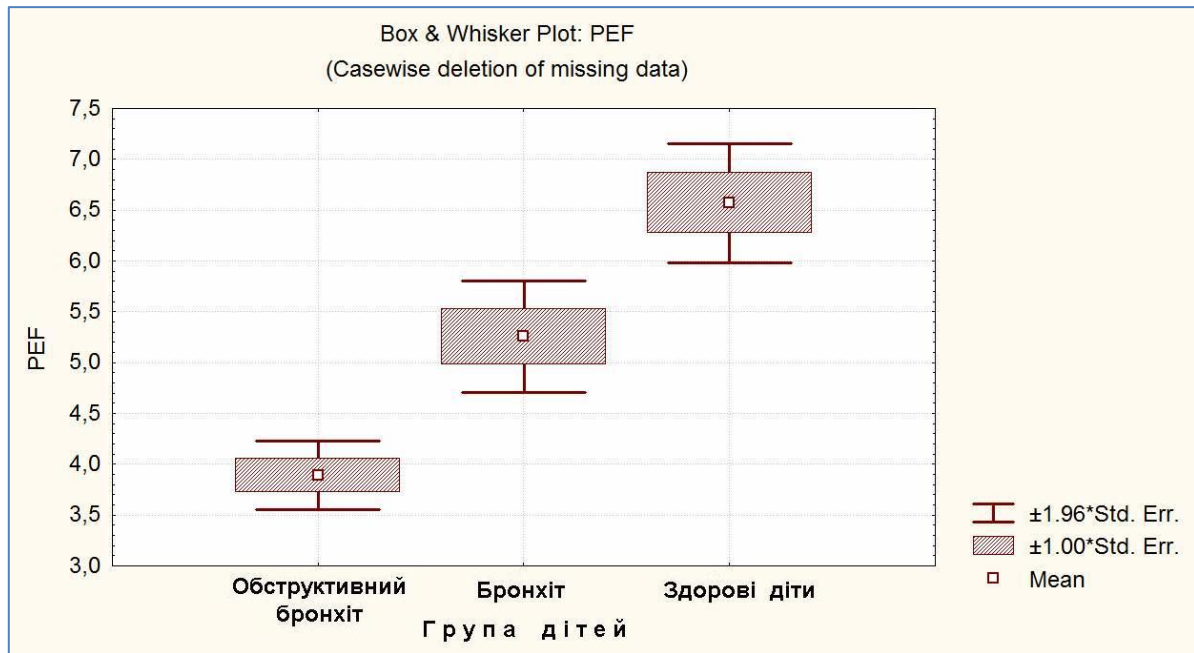 Box & Whisker Plot: PEF
(Casewise deletion of missing data)
7,5
7,0
6,5
6,0
5,5
5,0
4,5
4,0
3,5
3,0
PEF
Обструктивний
бронхіт
Бронхіт
Здорові діти
Група дітей
±1.96*Std. Err.
±1.00*Std. Err.
Mean